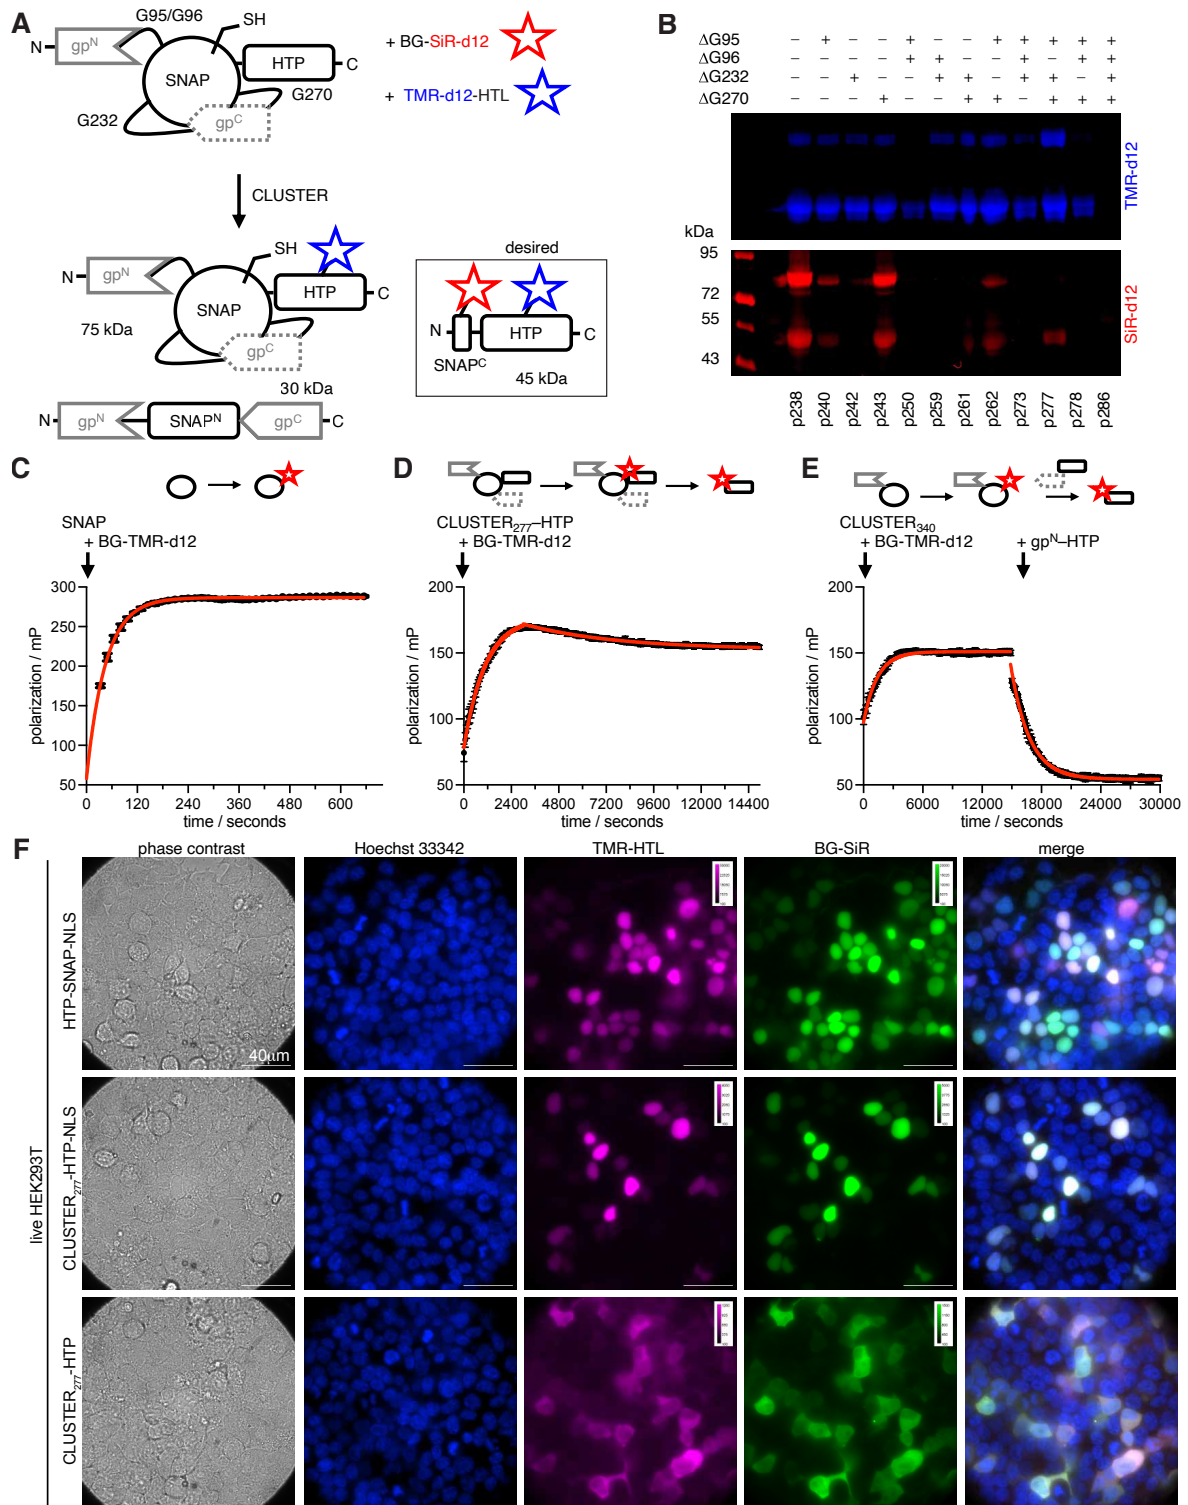 A
G95/G96
SH
N
gpN
SNAP
HTP
C
G270
G232
gpC
+ BG-SiR-d12
+ TMR-d12-HTL
CLUSTER
SH
N
gpN
SNAP
HTP
C
75 kDa
gpC
30 kDa
N
gpN
SNAPN
gpC
C
desired
N
HTP
C
SNAPC
45 kDa
B
ΔG95 – + – – + – – + + + + +
ΔG96 – – – – + + – – + – + +
ΔG232 – – + – – + + – + + – +
ΔG270 – – – + – – + + – + + +
TMR-d12
kDa
95
72
55
43
SiR-d12
p238 p240 p242 p243 p250 p259 p261 p262 p273 p277 p278 p286
C
SNAP
+ BG-TMR-d12
polarization / mP
300
250
200
150
100
50
0 120 240 360 480 600
time / seconds
D
CLUSTER277–HTP
+ BG-TMR-d12
polarization / mP
200
150
100
50
0 2400 4800 7200 9600 12000 14400
time / seconds
E
CLUSTER340
+ BG-TMR-d12
+ gpN–HTP
polarization / mP
200
150
100
50
0 6000 12000 18000 24000 30000
time / seconds
F
phase contrast Hoechst 33342 TMR-HTL BG-SiR merge
live HEK293T
HTP-SNAP-NLS
40μm
CLUSTER277-HTP-NLS
CLUSTER277-HTP